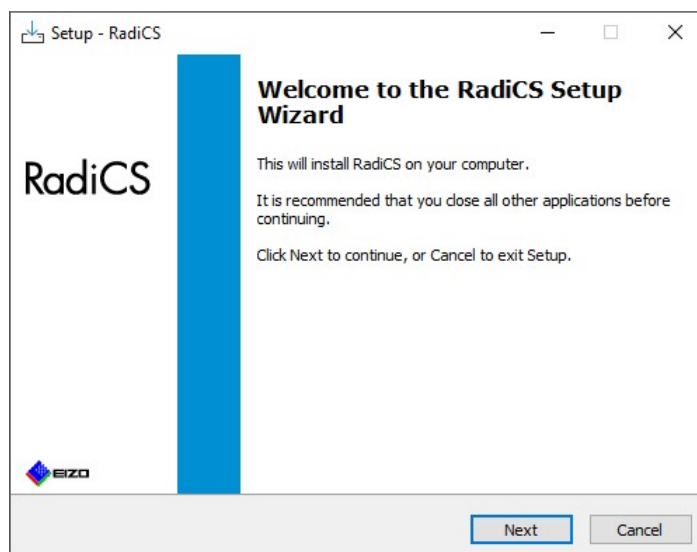 Setup - RadiCS
Welcome to the RadiCS Setup
Wizard
RadiCS
This will install RadiCS on your computer.
It is recommended that you close all other applications before
continuing.
Click Next to continue, or Cancel to exit Setup.
EIZO
Next
Cancel